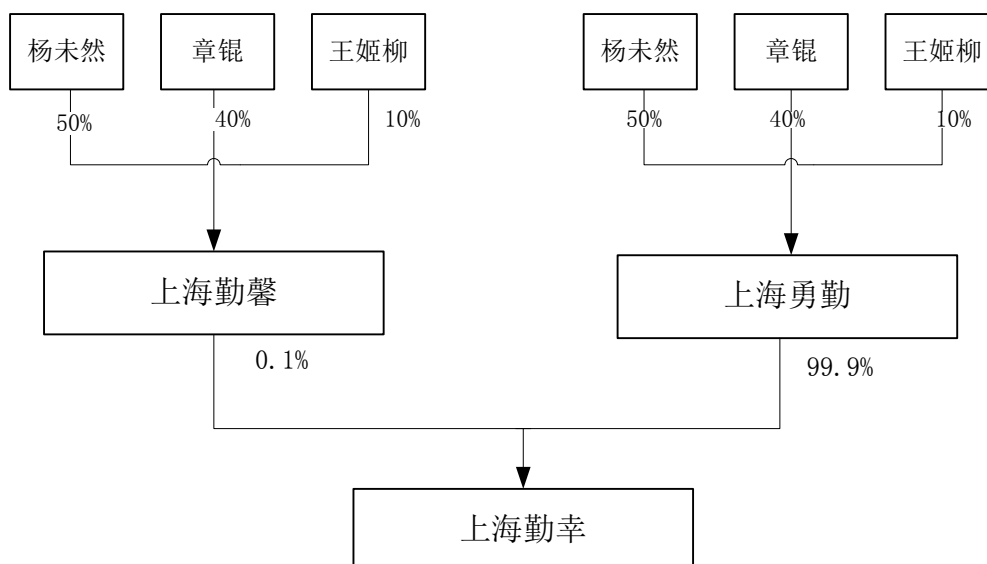 杨未然 章锟 王姬柳 杨未然 章锟 王姬柳
50% 40% 10% 50% 40% 10%
上海勤馨 上海勇勤
0.1% 99.9%
上海勤幸